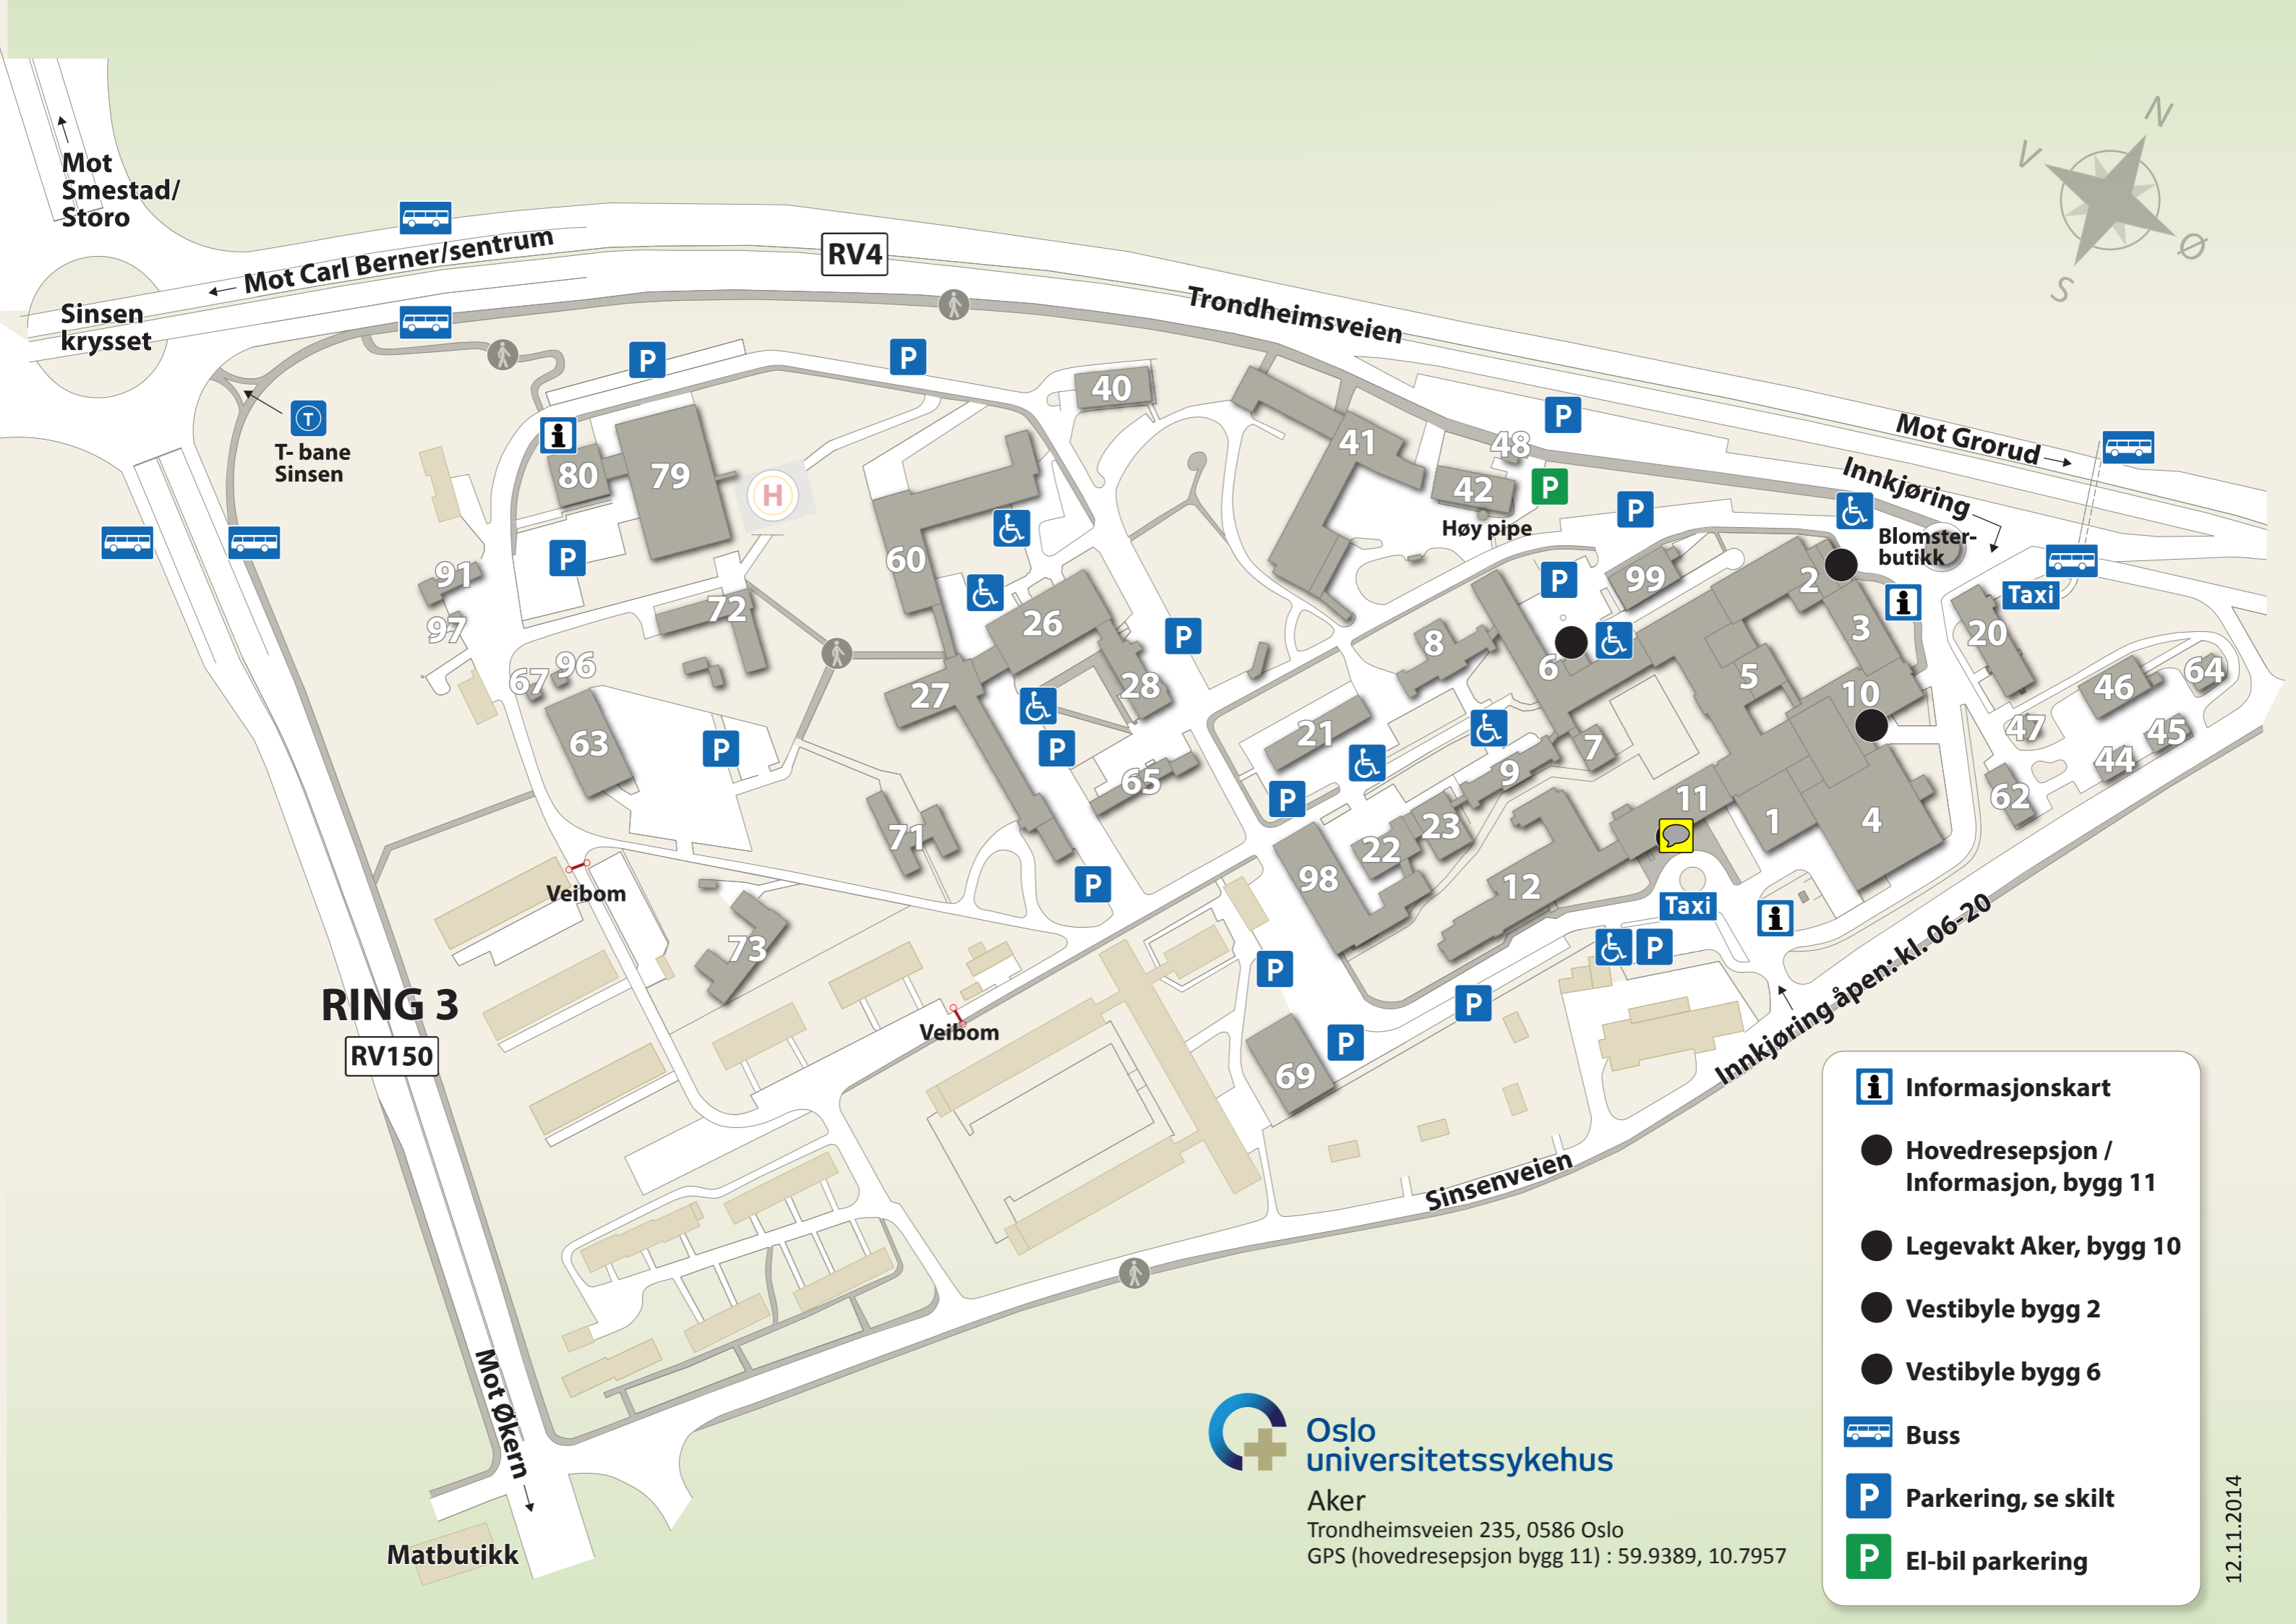 N
V
Ø
S
Mot
Smestad/
Storo
Mot Carl Berner/sentrum
RV4
Trondheimsveien
Sinsen
krysset
T
T- bane
Sinsen
P
P
P
Mot Grorud
Innkjøring
Blomster-
butikk
Taxi
i
80
79
H
40
41
48
42
P
Høy pipe
P
60
P
91
97
72
26
P
P
99
2
i
3
20
67
96
63
27
28
8
6
5
10
46
64
47
45
44
62
P
P
65
21
P
9
7
11
1
4
71
P
22
23
98
12
Taxi
i
P
Veibom
73
P
P
P
69
Veibom
RING 3
RV150
Innkjøring åpen: kl. 06-20
Sinsenveien
Mot Økern
Matbutikk
i Informasjonskart
Hovedresepsjon /
Informasjon, bygg 11
Legevakt Aker, bygg 10
Vestibyle bygg 2
Vestibyle bygg 6
Buss
P Parkering, se skilt
P El-bil parkering
Oslo
universitetssykehus
Aker
Trondheimsveien 235, 0586 Oslo
GPS (hovedresepsjon bygg 11) : 59.9389, 10.7957
12.11.2014